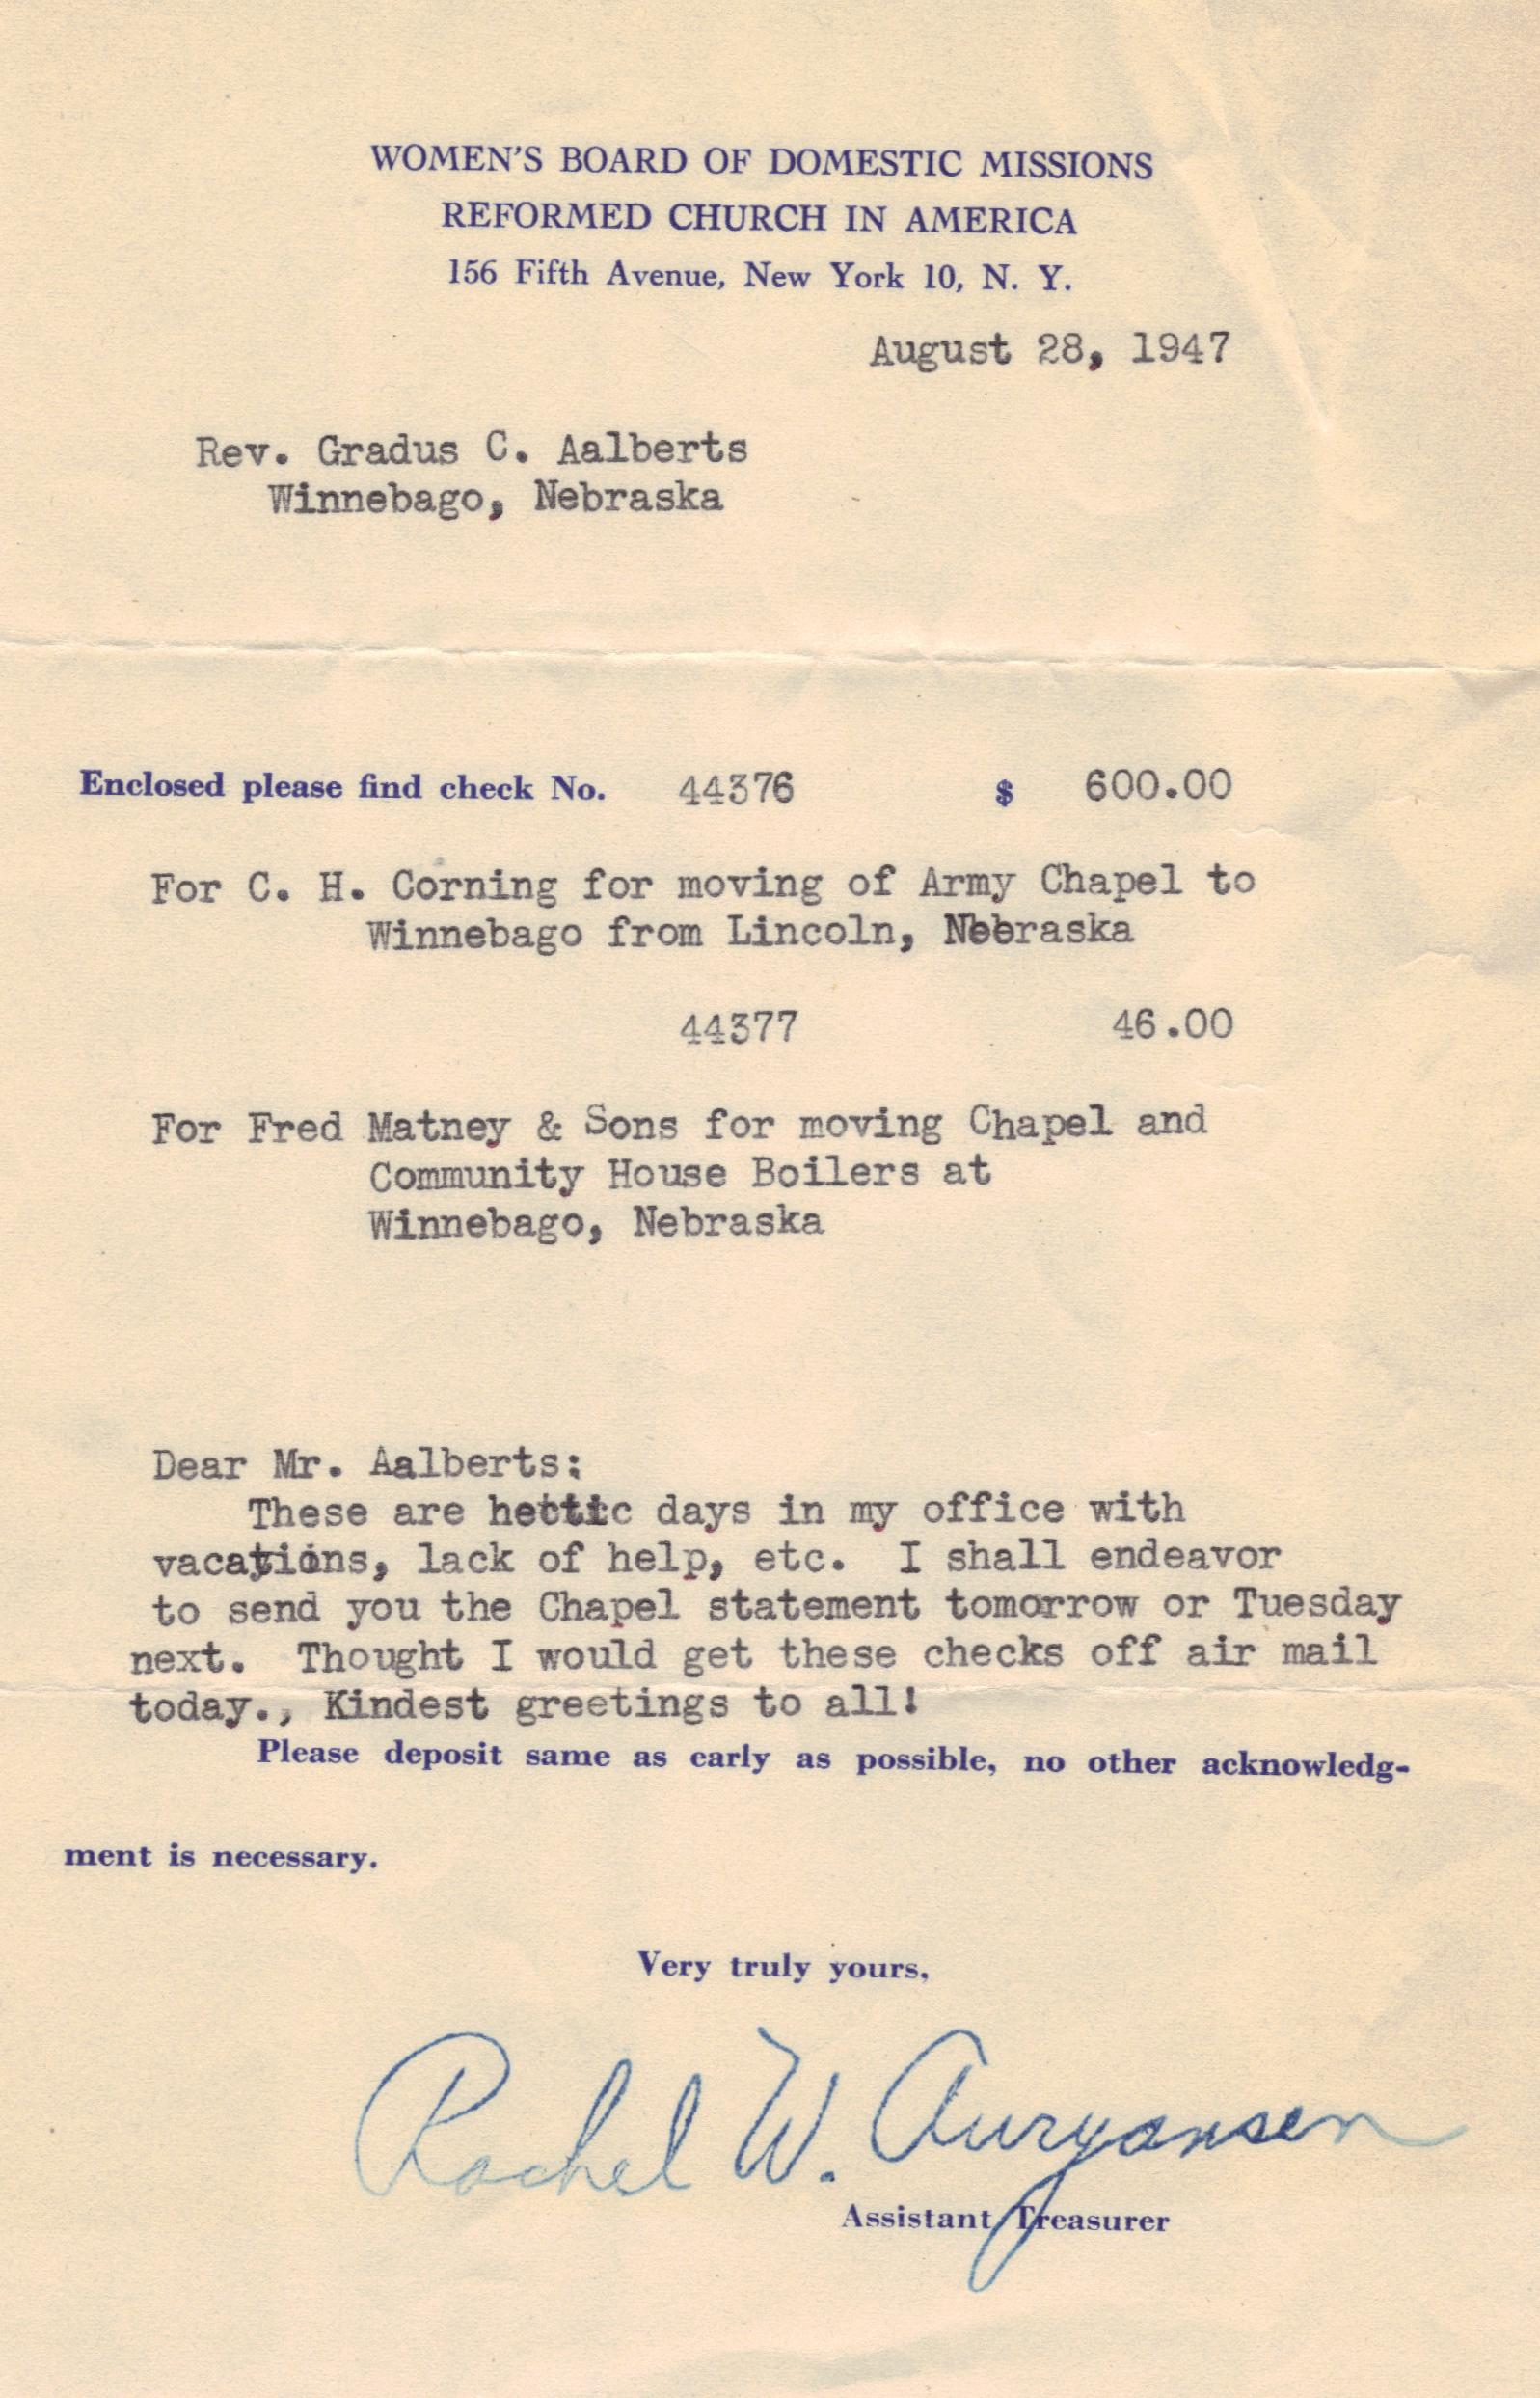 WOMEN'S BOARD OF DOMESTIC MISSIONS
REFORMED CHURCH IN AMERICA
156 Fifth Avenue, New York 10, N. Y.
August 28, 1947
Rev. Gradus C. Aalberts
Winnebago, Nebraska
Enclosed please find check No. 44376 $ 600.00
For C. H. Corning for moving of Army Chapel to
Winnebago from Lincoln, Nebraska
44377 46.00
For Fred Matney & Sons for moving Chapel and
Community House Boilers at
Winnebago, Nebraska
Dear Mr. Aalberts:
These are hectic days in my office with
vacations, lack of help, etc. I shall endeavor
to send you the Chapel statement tomorrow or Tuesday
next. Thought I would get these checks off air mail
today., Kindest greetings to all!
Please deposit same as early as possible, no other acknowledg-
ment is necessary.
Very truly yours,
Rachel W. Auryansen
Assistant Treasurer